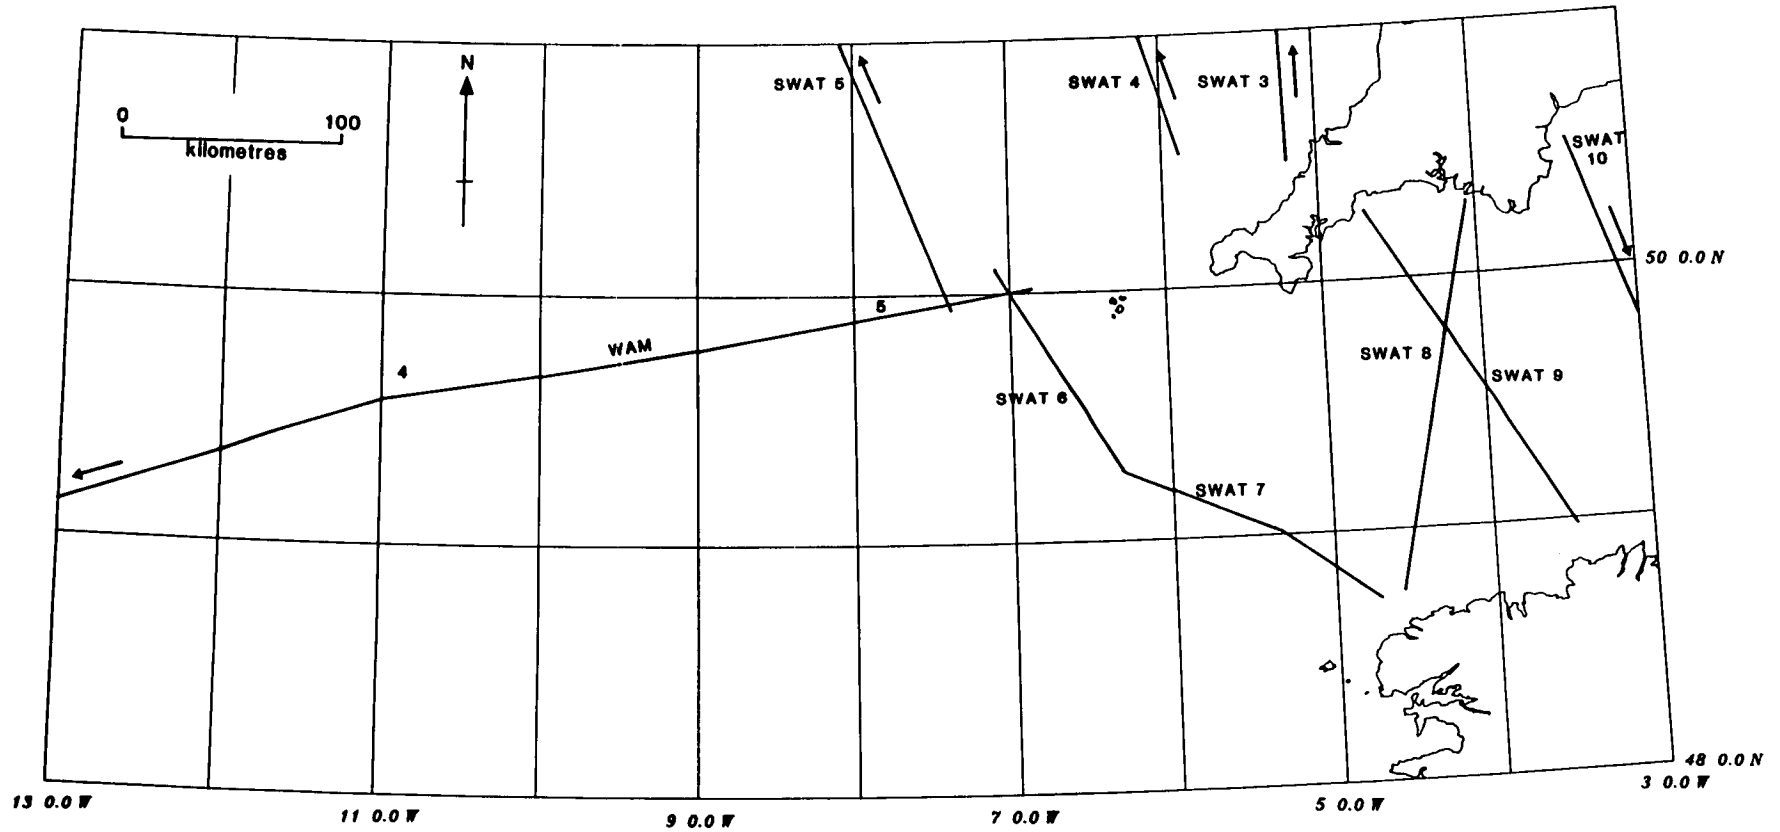 N
SWAT 5
SWAT 4
SWAT 3
0
100
kilometres
SWAT
10
50 0.0 N
5
WAM
4
SWAT 8
SWAT 9
SWAT 6
SWAT 7
48 0.0 N
13 0.0 W
11 0.0 W
9 0.0 W
7 0.0 W
5 0.0 W
3 0.0 W